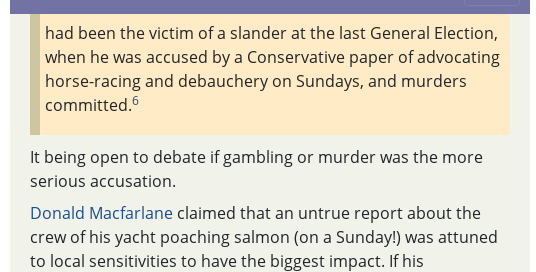 had been the victim of a slander at the last General Election,
when he was accused by a Conservative paper of advocating
horse-racing and debauchery on Sundays, and murders
committed.6
It being open to debate if gambling or murder was the more
serious accusation.
Donald Macfarlane claimed that an untrue report about the
crew of his yacht poaching salmon (on a Sunday!) was attuned
to local sensitivities to have the biggest impact. If his